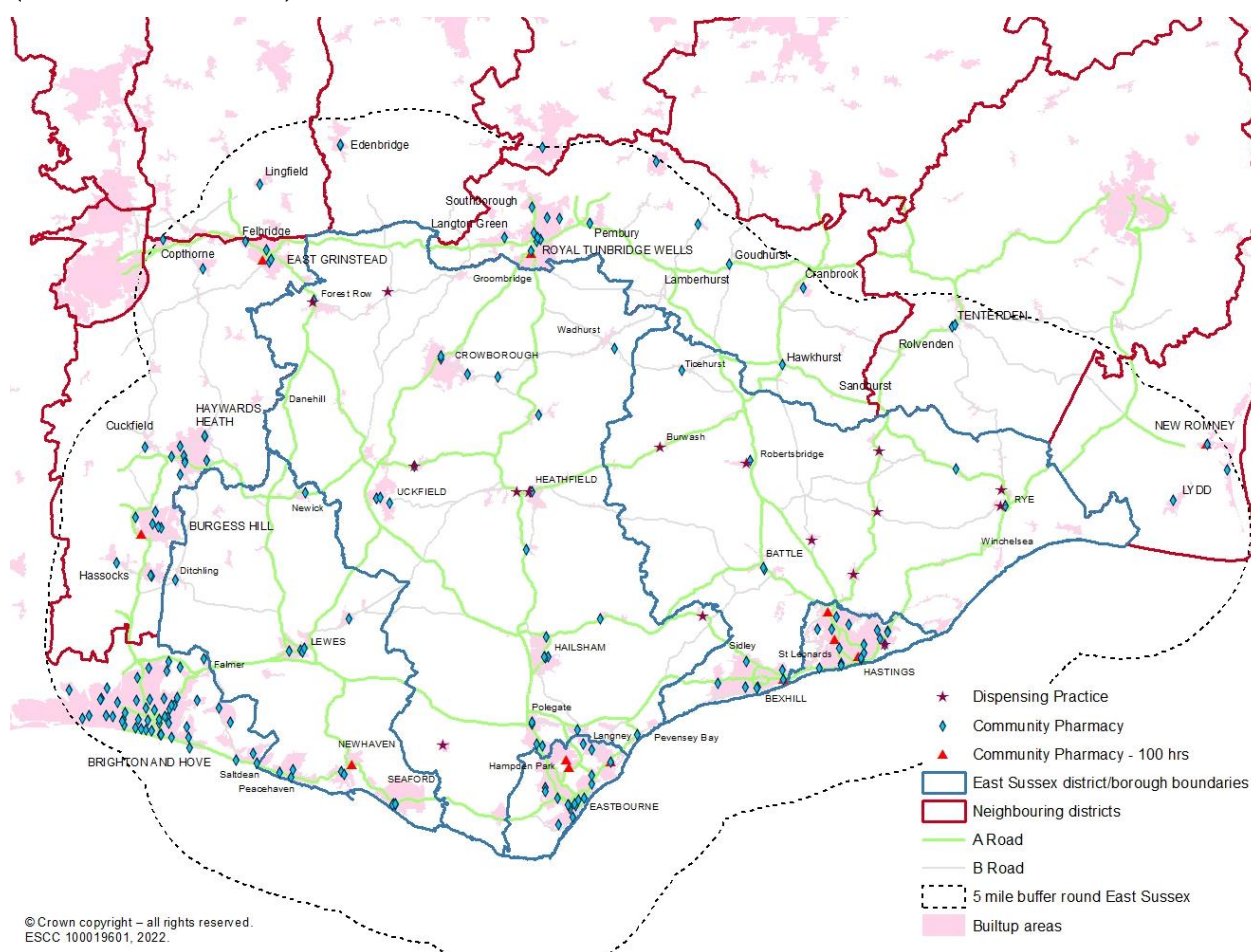 Edenbridge
Lingfield
Southborough
Langton Green
Pembury
Felbridge
Copthorne
EAST GRINSTEAD
ROYAL TUNBRIDGE WELLS
Goudhurst
Groombridge
Lamberhurst
Cranbrook
Forest Row
TENTERDEN
Rolvenden
Wadhurst
CROWBOROUGH
Ticehurst
Hawkhurst
Sandhurst
Danehill
HAYWARDS
HEATH
Cuckfield
NEW ROMNEY
Burwash
Robertsbridge
HEATHFIELD
UCKFIELD
LYDD
RYE
Newick
BURGESS HILL
Winchelsea
BATTLE
Hassocks
Ditchling
LEWES
HAILSHAM
Sidley
St Leonards
HASTINGS
Falmer
BEXHILL
Polegate
Langney
Pevensey Bay
NEWHAVEN
BRIGHTON AND HOVE
Hampden Park
Saltdean
SEAFORD
Peacehaven
EASTBOURNE
Dispensing Practice
Community Pharmacy
Community Pharmacy - 100 hrs
East Sussex district/borough boundaries
Neighbouring districts
A Road
B Road
5 mile buffer round East Sussex
Builtup areas
© Crown copyright – all rights reserved.
ESCC 100019601, 2022.